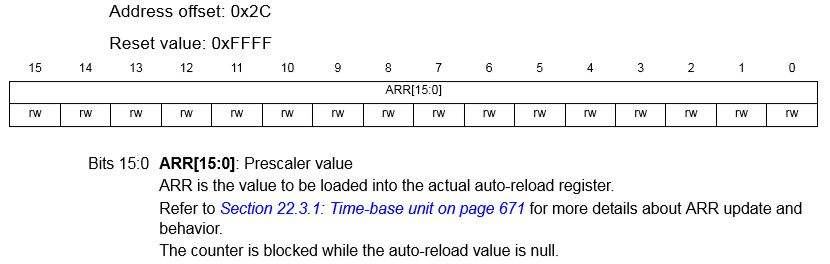 Address offset: 0x2C
Reset value: 0xFFFF
15 14 13 12 11 10 9 8 7 6 5 4 3 2 1 0
ARR[15:0]
rw rw rw rw rw rw rw rw rw rw rw rw rw rw rw rw
Bits 15:0 ARR[15:0]: Prescaler value
ARR is the value to be loaded into the actual auto-reload register.
Refer to Section 22.3.1: Time-base unit on page 671 for more details about ARR update and
behavior.
The counter is blocked while the auto-reload value is null.